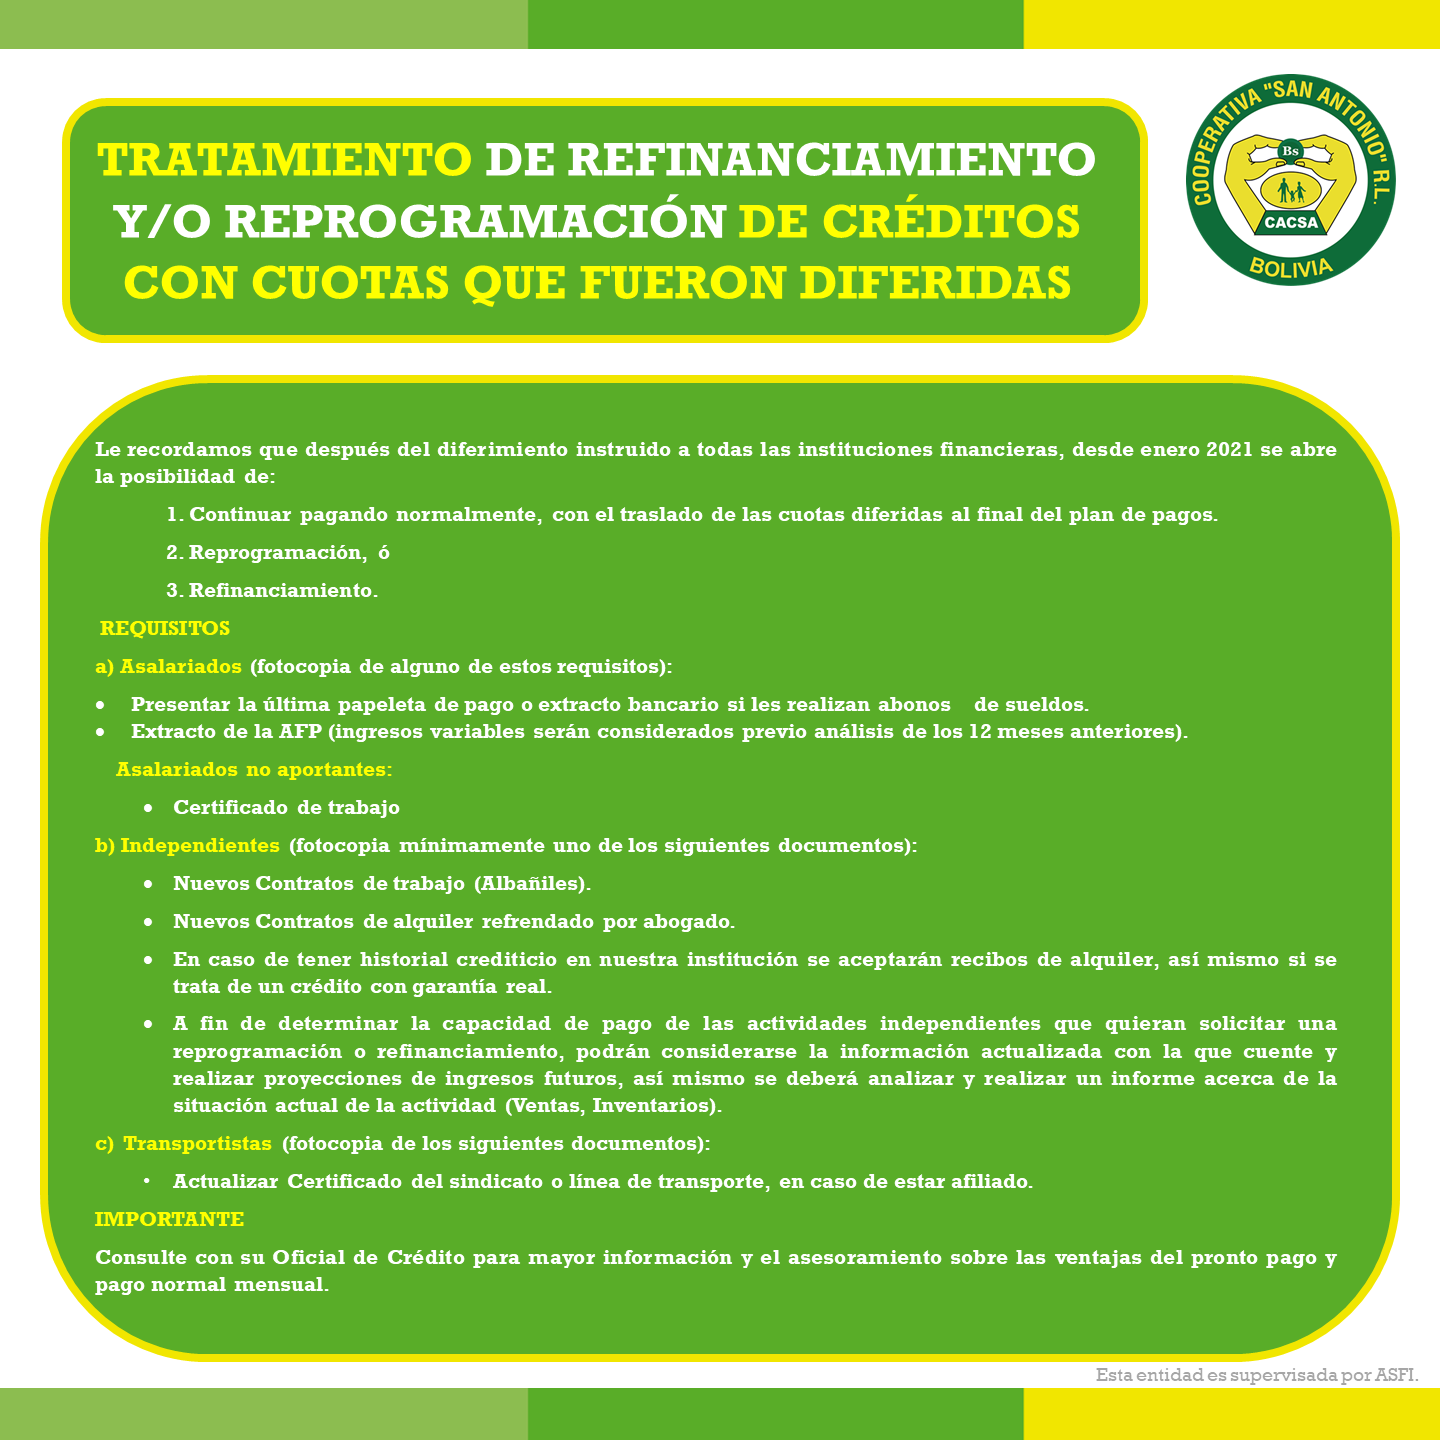 COOPERATIVA "SAN ANTONIO" R.L.
Bs
CACSA
BOLIVIA
TRATAMIENTO DE REFINANCIAMIENTO
Y/O REPROGRAMACIÓN DE CRÉDITOS
CON CUOTAS QUE FUERON DIFERIDAS
Le recordamos que después del diferimiento instruido a todas las instituciones financieras, desde enero 2021 se abre
la posibilidad de:
1. Continuar pagando normalmente, con el traslado de las cuotas diferidas al final del plan de pagos.
2. Reprogramación, ó
3. Refinanciamiento.
REQUISITOS
a) Asalariados (fotocopia de alguno de estos requisitos):
• Presentar la última papeleta de pago o extracto bancario si les realizan abonos de sueldos.
• Extracto de la AFP (ingresos variables serán considerados previo análisis de los 12 meses anteriores).
Asalariados no aportantes:
• Certificado de trabajo
b) Independientes (fotocopia mínimamente uno de los siguientes documentos):
• Nuevos Contratos de trabajo (Albañiles).
• Nuevos Contratos de alquiler refrendado por abogado.
• En caso de tener historial crediticio en nuestra institución se aceptarán recibos de alquiler, así mismo si se
trata de un crédito con garantía real.
• A fin de determinar la capacidad de pago de las actividades independientes que quieran solicitar una
reprogramación o refinanciamiento, podrán considerarse la información actualizada con la que cuente y
realizar proyecciones de ingresos futuros, así mismo se deberá analizar y realizar un informe acerca de la
situación actual de la actividad (Ventas, Inventarios).
c) Transportistas (fotocopia de los siguientes documentos):
• Actualizar Certificado del sindicato o línea de transporte, en caso de estar afiliado.
IMPORTANTE
Consulte con su Oficial de Crédito para mayor información y el asesoramiento sobre las ventajas del pronto pago y
pago normal mensual.
Esta entidad es supervisada por ASFI.